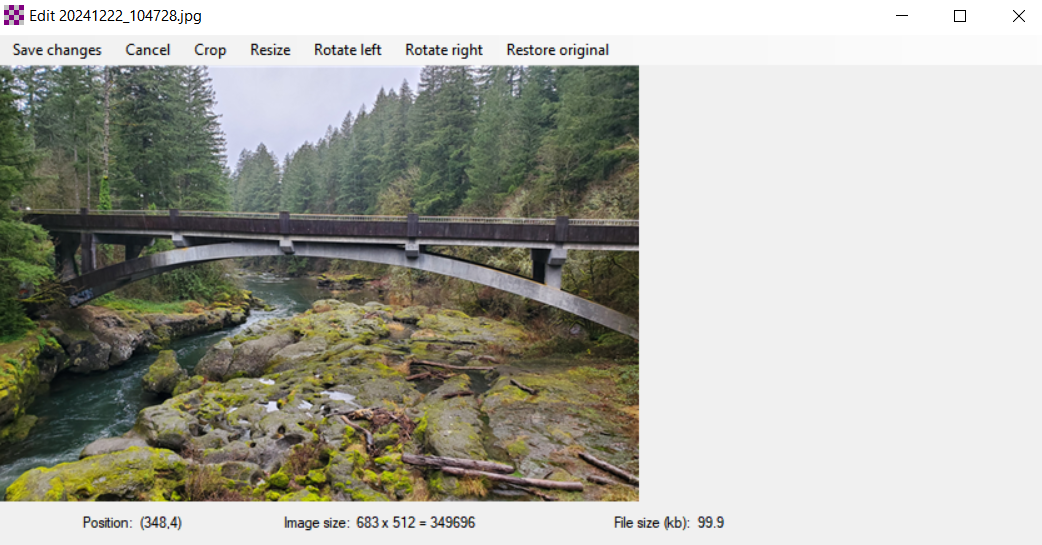 Edit 20241222_104728.jpg
Save changes Cancel Crop Resize Rotate left Rotate right Restore original
Position: (348,4) Image size: 683 x 512 = 349696 File size (kb): 99.9